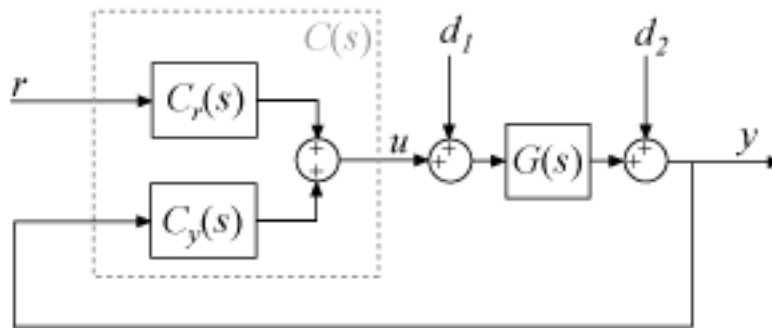 C(s)
d1
d2
r
Cr(s)
+
+
u
+
+
G(s)
+
+
y
Cy(s)